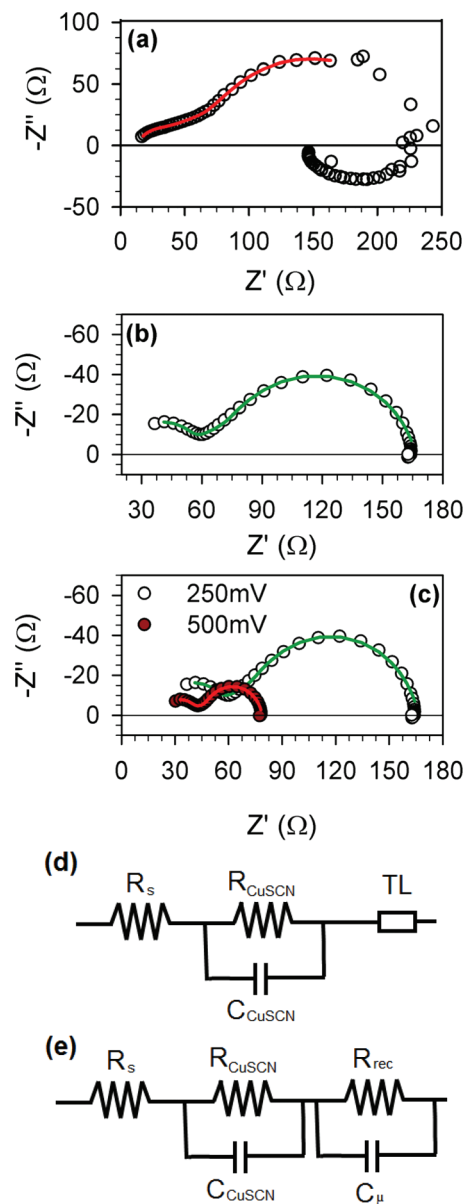 100
(a)
50
0
-50
-Z'' (Ω)
0 50 100 150 200 250
Z' (Ω)
-60
(b)
-40
-20
0
-Z'' (Ω)
30 60 90 120 150 180
Z' (Ω)
250mV
(c)
500mV
-60
-40
-20
0
-Z'' (Ω)
30 60 90 120 150 180
Z' (Ω)
(d)
Rs
RCuSCN
TL
CCuSCN
(e)
Rs
RCuSCN
Rrec
CCuSCN
Cμ